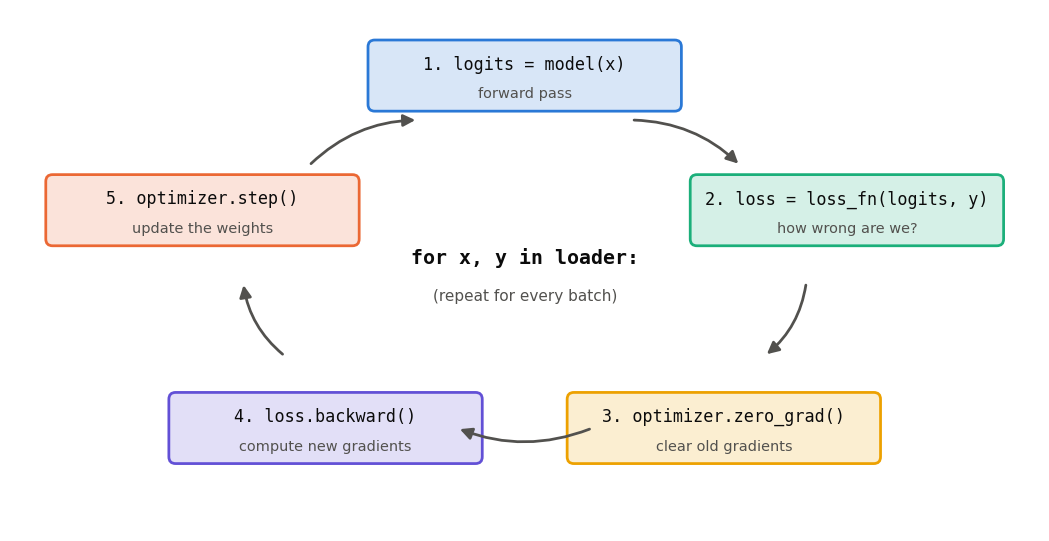 1. logits = model(x)
forward pass
2. loss = loss_fn(logits, y)
how wrong are we?
3. optimizer.zero_grad()
clear old gradients
4. loss.backward()
compute new gradients
5. optimizer.step()
update the weights
for x, y in loader:
(repeat for every batch)